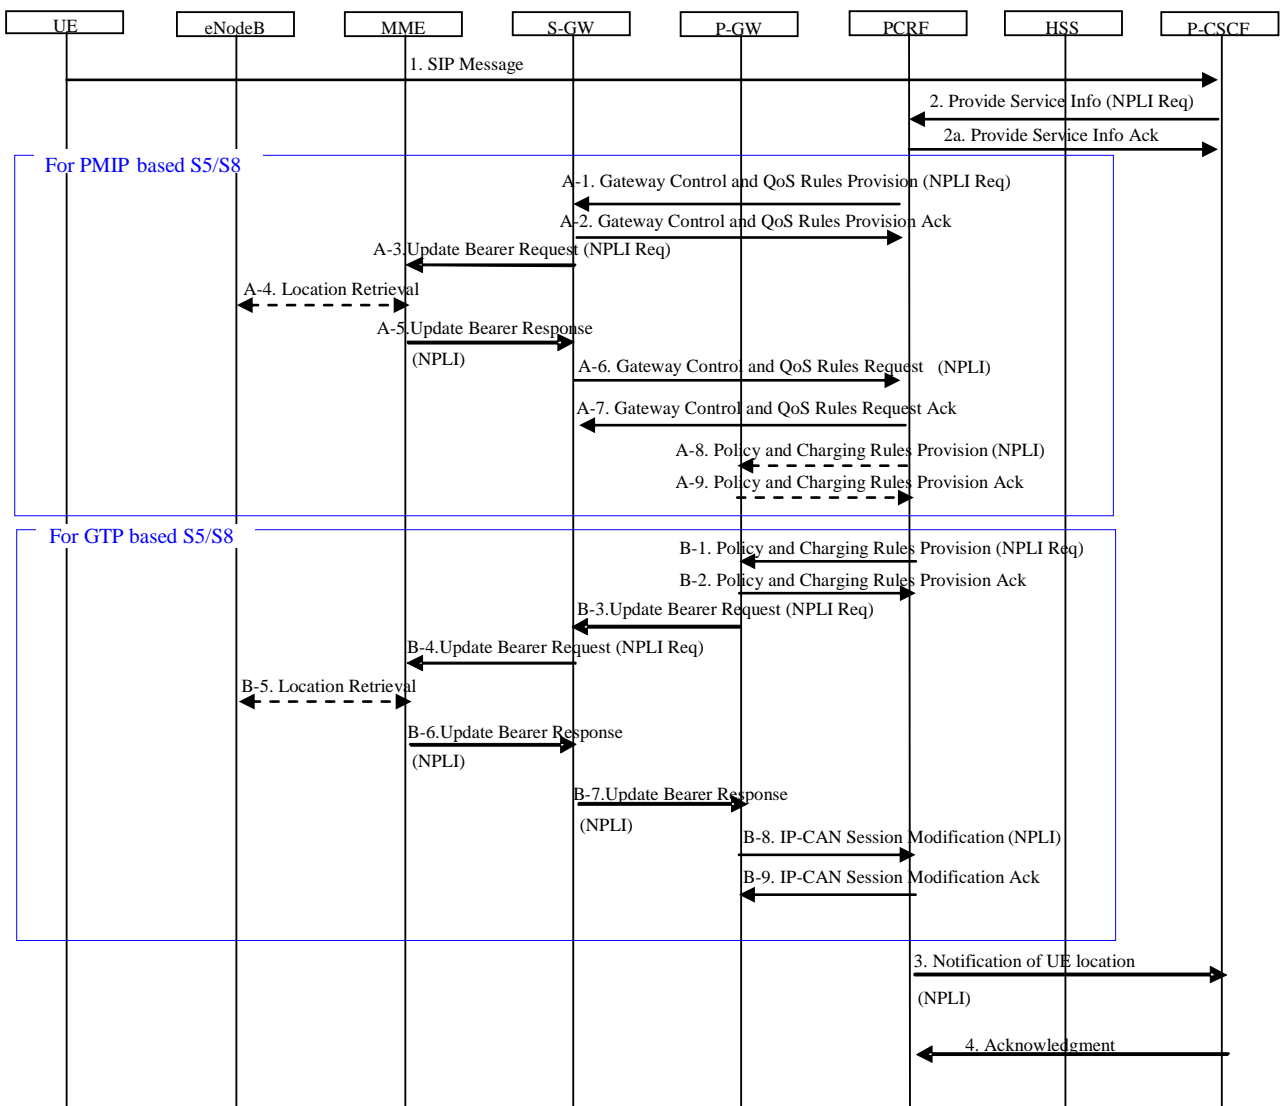 UE eNodeB MME S-GW P-GW PCRF HSS P-CSCF
1. SIP Message
2. Provide Service Info (NPLI Req)
2a. Provide Service Info Ack
For PMIP based S5/S8
A-1. Gateway Control and QoS Rules Provision (NPLI Req)
A-2. Gateway Control and QoS Rules Provision Ack
A-3.Update Bearer Request (NPLI Req)
A-4. Location Retrieval
A-5.Update Bearer Response
(NPLI)
A-6. Gateway Control and QoS Rules Request (NPLI)
A-7. Gateway Control and QoS Rules Request Ack
A-8. Policy and Charging Rules Provision (NPLI)
A-9. Policy and Charging Rules Provision Ack
For GTP based S5/S8
B-1. Policy and Charging Rules Provision (NPLI Req)
B-2. Policy and Charging Rules Provision Ack
B-3.Update Bearer Request (NPLI Req)
B-4.Update Bearer Request (NPLI Req)
B-5. Location Retrieval
B-6.Update Bearer Response
(NPLI)
B-7.Update Bearer Response
(NPLI)
B-8. IP-CAN Session Modification (NPLI)
B-9. IP-CAN Session Modification Ack
3. Notification of UE location
(NPLI)
4. Acknowledgment